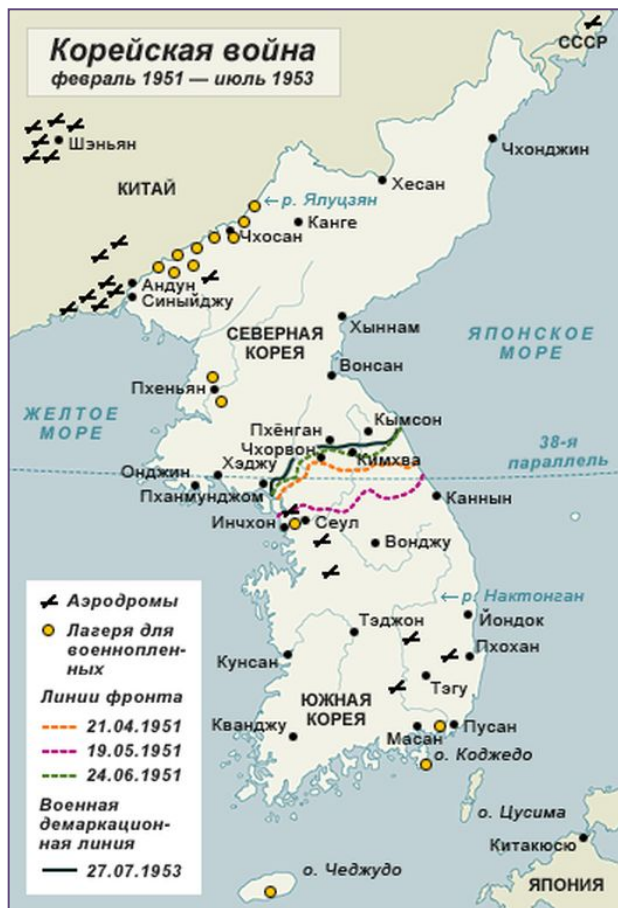 Корейская война
февраль 1951 — июль 1953
СССР
Шэньян
Чхонджин
КИТАЙ
Хесан
← р. Ялуцзян
Канге
Чхосан
Андун
Синыйджу
Хыннам
СЕВЕРНАЯ
КОРЕЯ
ЯПОНСКОЕ
МОРЕ
Вонсан
Пхеньян
ЖЕЛТОЕ
МОРЕ
Кымсон
Пхёнган
Чхорвон
Кимхва
38-я
параллель
Хэджу
Онджин
Пханмунджом
Каннын
Инчхон
Сеул
Вонджу
← р. Нактонган
Тэджон
Йондок
Пхохан
Кунсан
Тэгу
ЮЖНАЯ
КОРЕЯ
Кванджу
Масан
Пусан
о. Коджедо
о. Цусима
Китакюсю
о. Чеджудо
ЯПОНИЯ
Аэродромы
Лагеря для
военноплен-
ных
Линии фронта
21.04.1951
19.05.1951
24.06.1951
Военная
демаркацион-
ная линия
27.07.1953